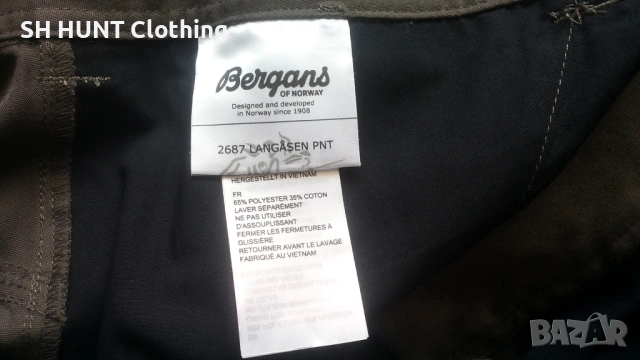 SH HUNT Clothing
Bergans
OF NORWAY
Designed and developed
in Norway since 1908
2687 LANGÅSEN PNT
HERGESTELLT IN VIETNAM
FR
65% POLYESTER 35% COTON
LAVER SÉPARÉMENT
NE PAS UTILISER
D'ASSOUPLISSANT
FERMER LES FERMETURES À
GLISSIÈRE
RETOURNER AVANT LE LAVAGE
FABRIQUÉ AU VIETNAM
BAZAR